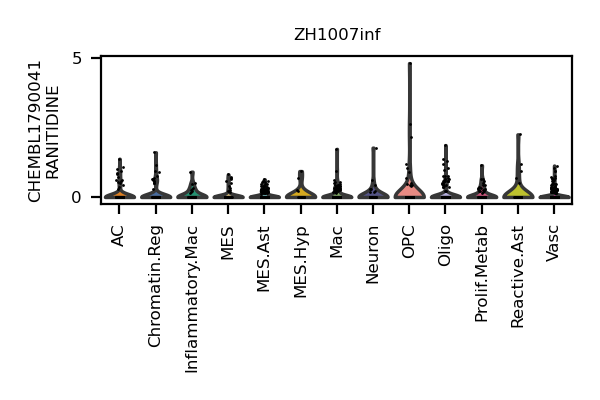 ZH1007inf
CHEMBL1790041
RANITIDINE
5
0
AC
Chromatin.Reg
Inflammatory.Mac
MES
MES.Ast
MES.Hyp
Mac
Neuron
OPC
Oligo
Prolif.Metab
Reactive.Ast
Vasc